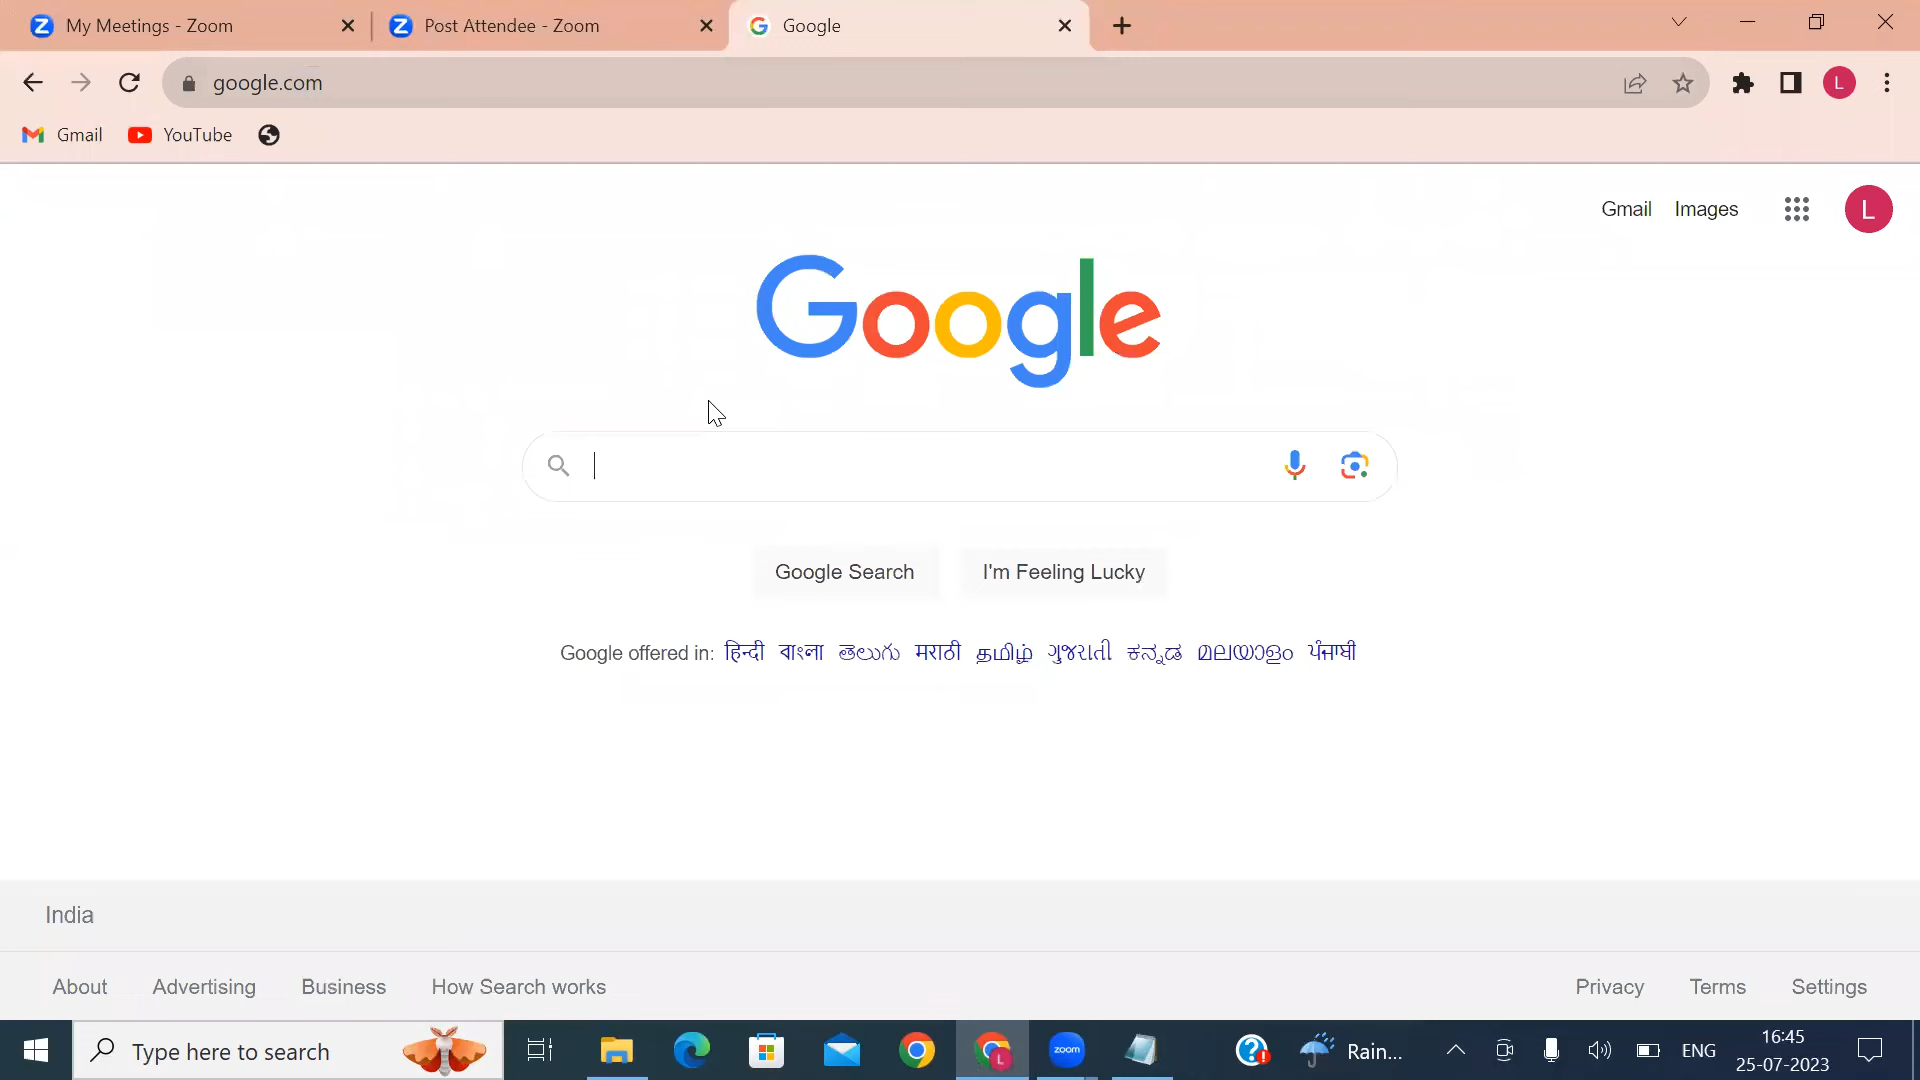 My Meetings - Zoom
Post Attendee - Zoom
Google
google.com
L
Gmail
YouTube
Gmail
Images
L
Google
Google Search
I'm Feeling Lucky
Google offered in: हिन्दी বাংলা తెలుగు मराठी தமிழ் ગુજરાતી ಕನ್ನಡ മലയാളം ਪੰਜਾਬੀ
India
About
Advertising
Business
How Search works
Privacy
Terms
Settings
Type here to search
L
zoom
Rain...
ENG
16:45
25-07-2023